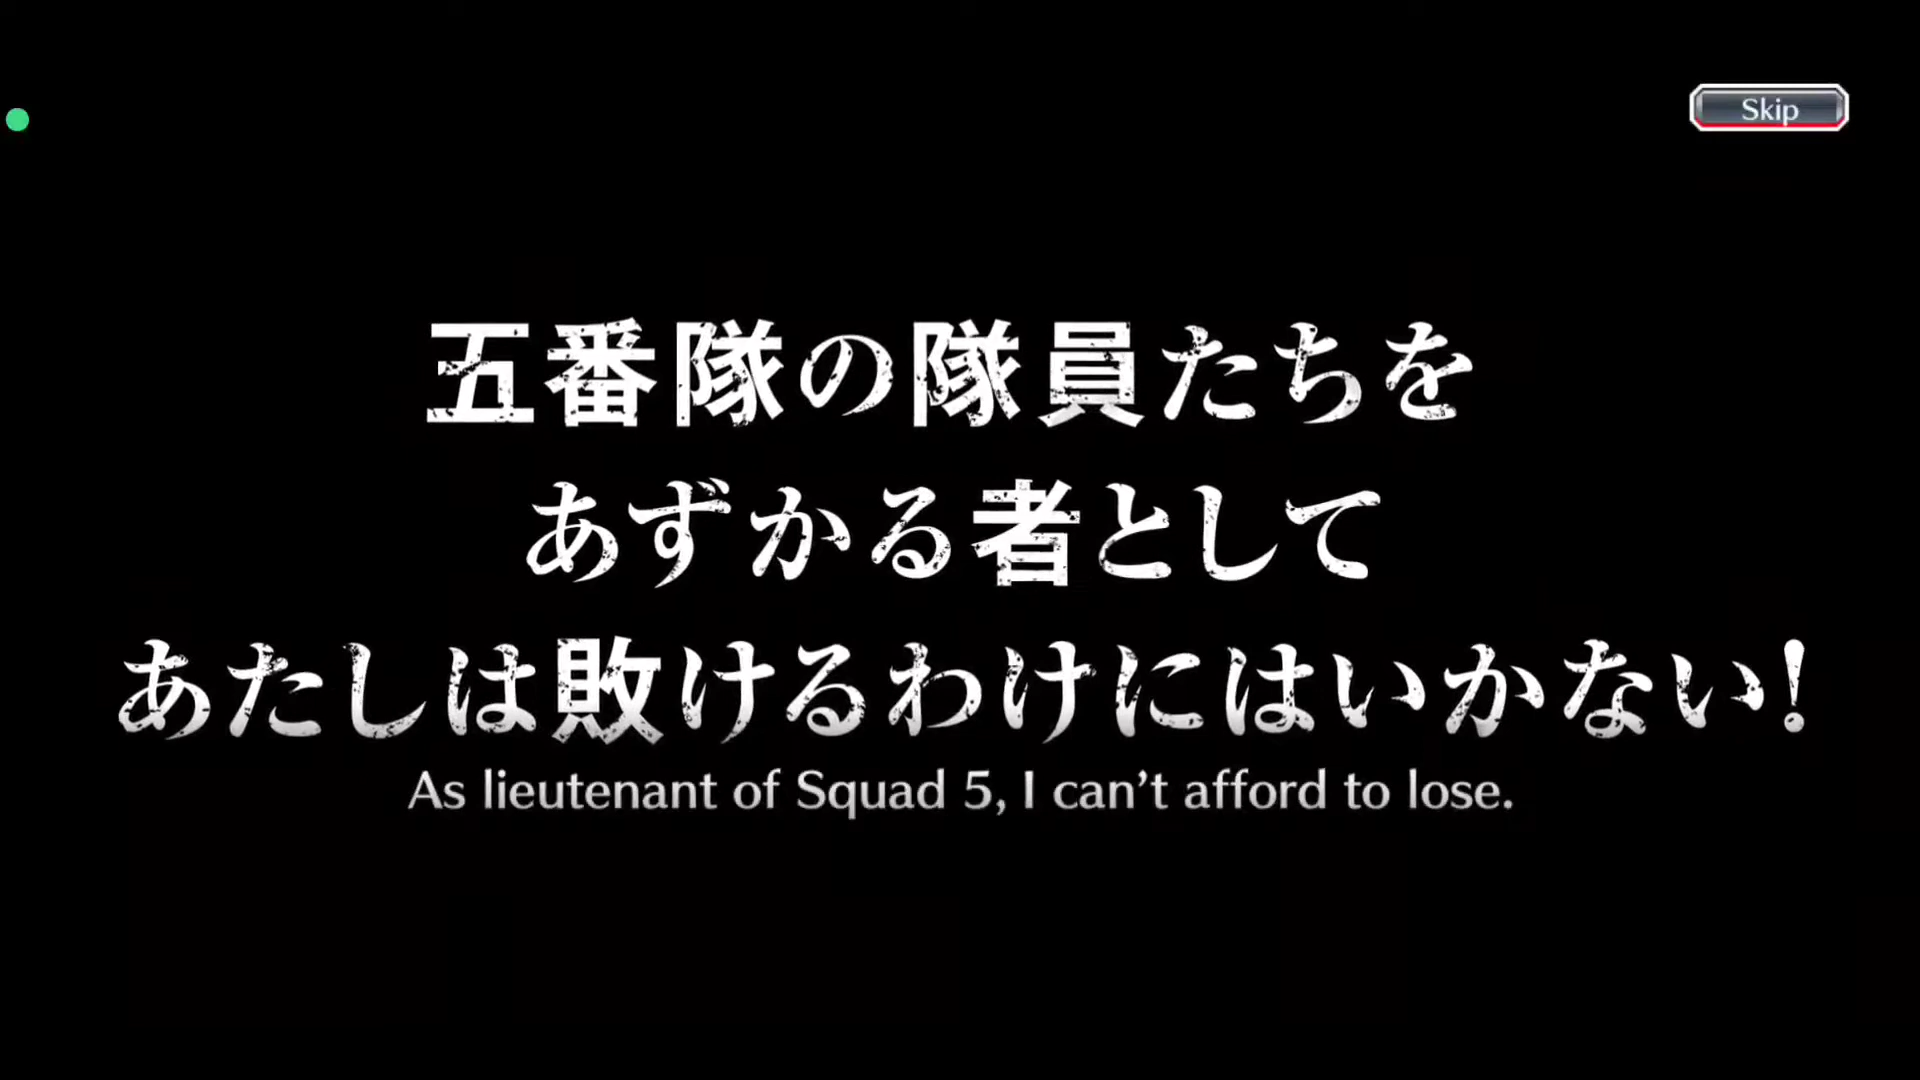 Skip
五番隊の隊員たちを
あずかる者として
あたしは敗けるわけにはいかない!
As lieutenant of Squad 5, I can't afford to lose.